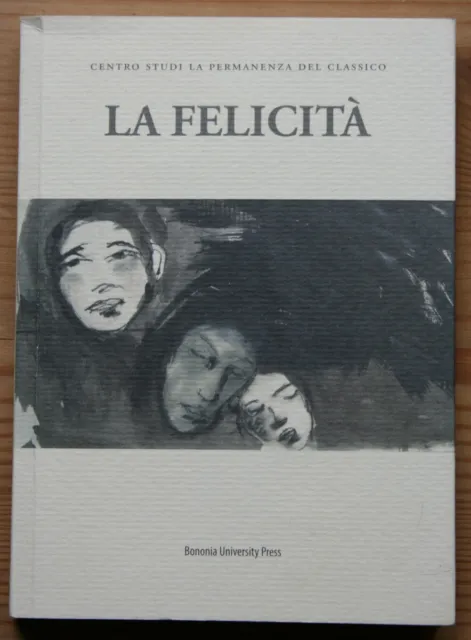 CENTRO STUDI LA PERMANENZA DEL CLASSICO
LA FELICITÀ
Bononia University Press